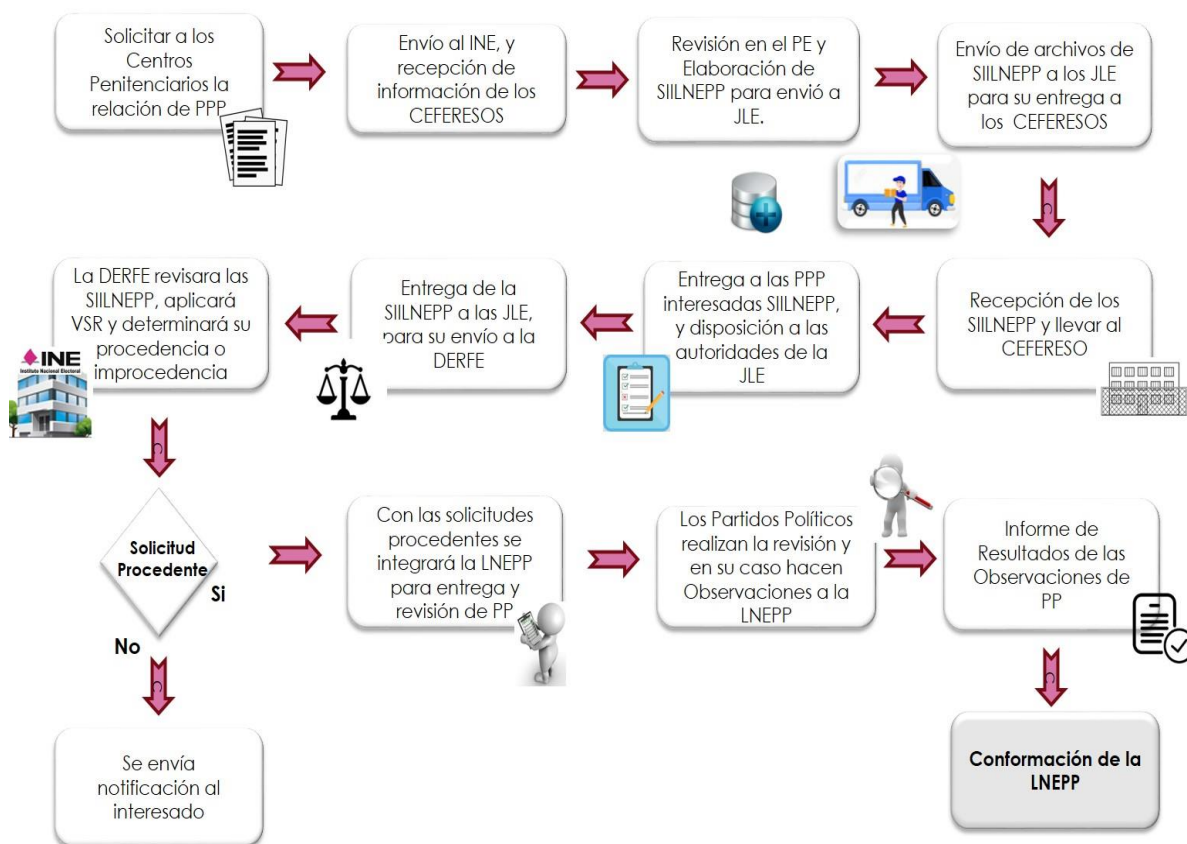 Solicitar a los
Centros
Penitenciarios la
relación de PPP
Envío al INE, y
recepción de
información de los
CEFERESOS
Revisión en el PE y
Elaboración de
SIILNEPP para envió a
JLE.
Envío de archivos de
SIILNEPP a los JLE
para su entrega a
los CEFERESOS
C
Recepción de los
SIILNEPP y llevar al
CEFERESO
Entrega a las PPP
interesadas SIILNEPP,
y disposición a las
autoridades de la
JLE
Entrega de la
SIILNEPP a las JLE,
para su envío a la
DERFE
La DERFE revisara las
SIILNEPP, aplicará
VSR y determinará su
procedencia o
improcedencia
INE
Instituto Nacional Electoral
C
Solicitud
Procedente
Si
No
Con las solicitudes
procedentes se
integrará la LNEPP
para entrega y
revisión de PP
Los Partidos Políticos
realizan la revisión y
en su caso hacen
Observaciones a la
LNEPP
Informe de
Resultados de las
Observaciones de
PP
C
C
Se envía
notificación al
interesado
Conformación de la
LNEPP